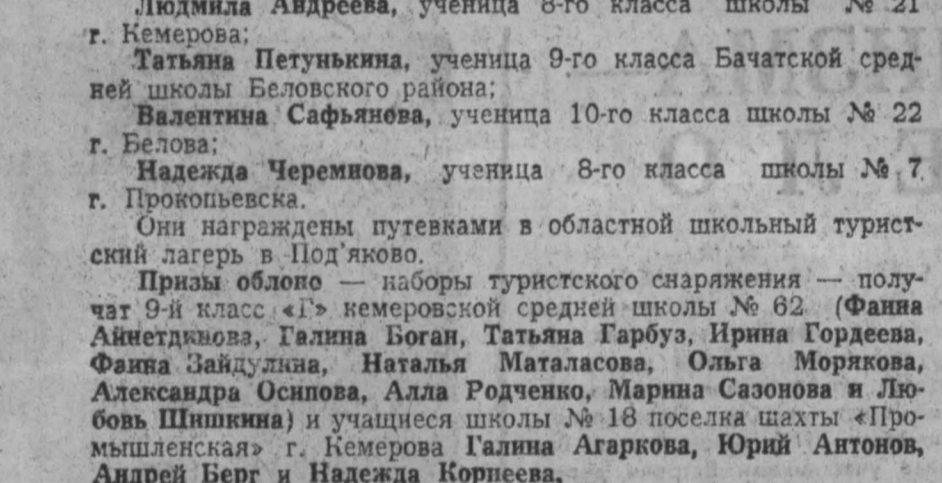 Людмила Андреева, ученица 8-го класса школы № 21
г. Кемерова;
Татьяна Петунькина, ученица 9-го класса Бачатской сред-
ней школы Беловского района;
Валентина Сафьянова, ученица 10-го класса школы № 22
г. Белова;
Надежда Черемнова, ученица 8-го класса школы № 7
г. Прокопьевска.
Они награждены путевками в областной школьный турист-
ский лагерь в Под'яково.
Призы облоно — наборы туристского снаряжения — полу-
чат 9-й класс «Г» кемеровской средней школы № 62 (Фаина
Айнетдинова, Галина Боган, Татьяна Гарбуз, Ирина Гордеева,
Фаина Зайдулина, Наталья Маталасова, Ольга Морякова,
Александра Осипова, Алла Родченко, Марина Сазонова и Лю-
бовь Шишкина) и учащиеся школы № 18 поселка шахты «Про-
мышленская» г. Кемерова Галина Агаркова, Юрий Антонов,
Андрей Берг и Надежда Корнеева.